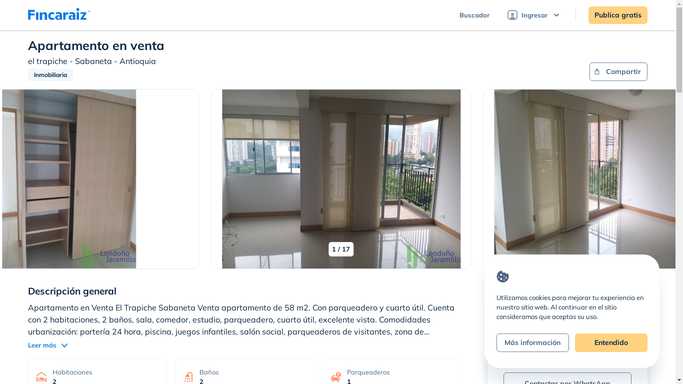 Fincaraiz
Buscador
Ingresar
Publica gratis
Apartamento en venta
el trapiche - Sabaneta - Antioquia
Inmobiliaria
Compartir
Londoño Jaramillo
1 / 17
Londoño Jaramillo
Descripción general
Apartamento en Venta El Trapiche Sabaneta Venta apartamento de 58 m2. Con parqueadero y cuarto útil. Cuenta
con 2 habitaciones, 2 baños, sala, comedor, estudio, parqueadero, cuarto útil, excelente vista. Comodidades
urbanización: portería 24 hora, piscina, juegos infantiles, salón social, parqueaderos de visitantes, zona de...
Leer más
Habitaciones
2
Baños
2
Parqueaderos
1
Utilizamos cookies para mejorar tu experiencia en
nuestro sitio web. Al continuar en el sitio
consideramos que aceptas su uso.
Más información
Entendido
Contactar por WhatsApp